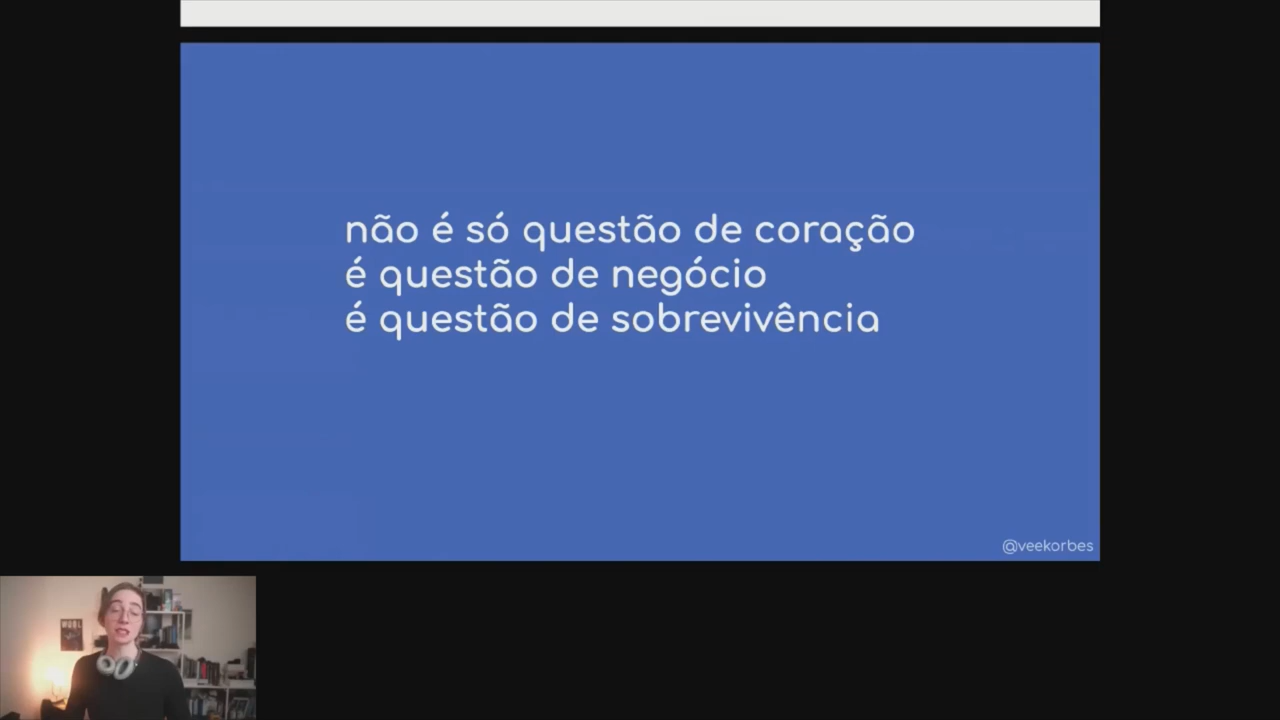 não é só questão de coração
é questão de negócio
é questão de sobrevivência
@veekorbes